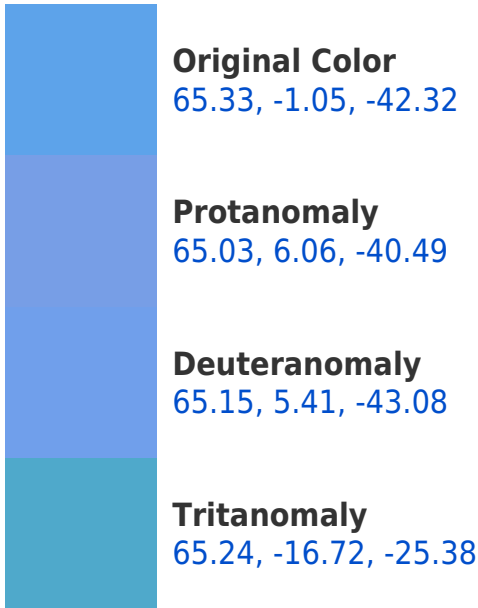 Original Color
65.33, -1.05, -42.32
Protanomaly
65.03, 6.06, -40.49
Deuteranomaly
65.15, 5.41, -43.08
Tritanomaly
65.24, -16.72, -25.38